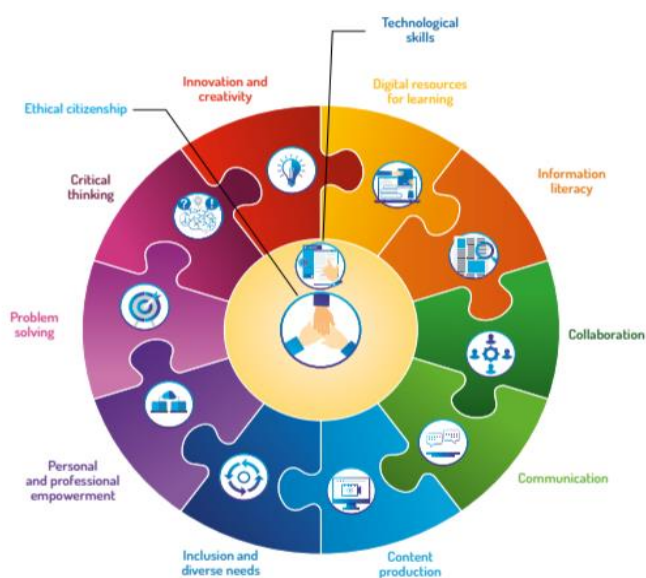 Technological
skills
Innovation and
creativity
Digital resources
for learning
Ethical citizenship
Critical
thinking
Information
literacy
Problem
solving
Collaboration
Personal
and professional
empowerment
Communication
Inclusion and
diverse needs
Content
production